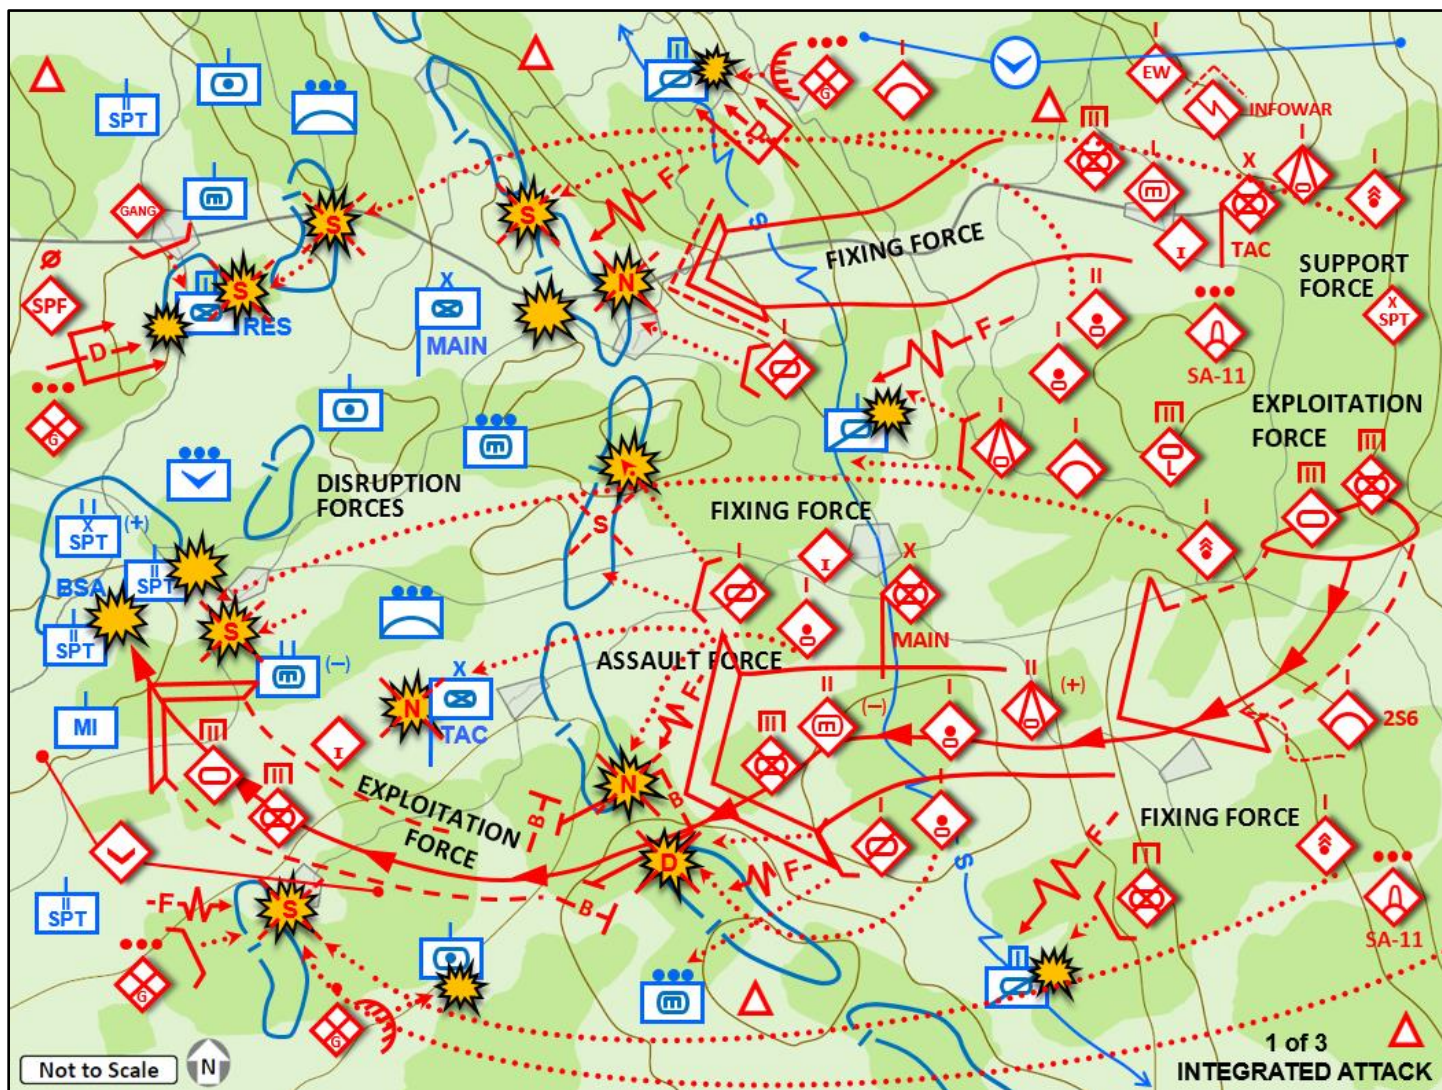 SPT
II
EW
INFOWAR
G
D
GANG
S
S
F
S
X
TAC
I
SPF
S
N
FIXING FORCE
SUPPORT
FORCE
X
SPT
D
RES
X
MAIN
F
SA-11
G
EXPLOITATION
FORCE
L
DISRUPTION
FORCES
S
FIXING FORCE
X
SPT
(+)
BSA
SPT
S
I
X
MAIN
SPT
(–)
ASSAULT FORCE
X
TAC
N
F
(–)
(+)
2S6
MI
I
EXPLOITATION
FORCE
N
B
B
D
FIXING FORCE
F
SPT
-F
S
B
F
S
SA-11
G
G
Not to Scale
N
1 of 3
INTEGRATED ATTACK